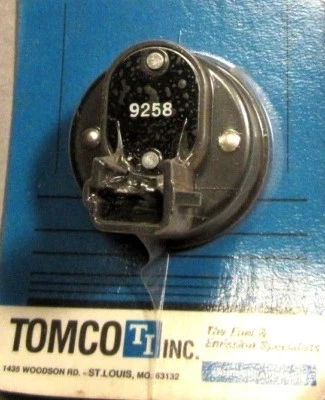 9258
TOMCO TI INC.
The Fuel &
Emission Specialists
1435 WOODSON RD. - ST. LOUIS, MO. 63132